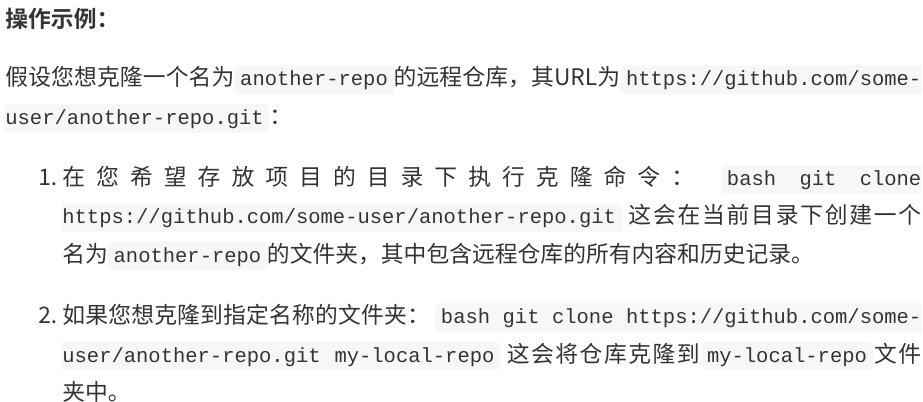 操作示例：
假设您想克隆一个名为 another-repo 的远程仓库，其URL为 https://github.com/some-
user/another-repo.git ：
1. 在您希望存放项目的目录下执行克隆命令： bash git clone
https://github.com/some-user/another-repo.git 这会在当前目录下创建一个
名为 another-repo 的文件夹，其中包含远程仓库的所有内容和历史记录。
2. 如果您想克隆到指定名称的文件夹： bash git clone https://github.com/some-
user/another-repo.git my-local-repo 这会将仓库克隆到 my-local-repo 文件
夹中。